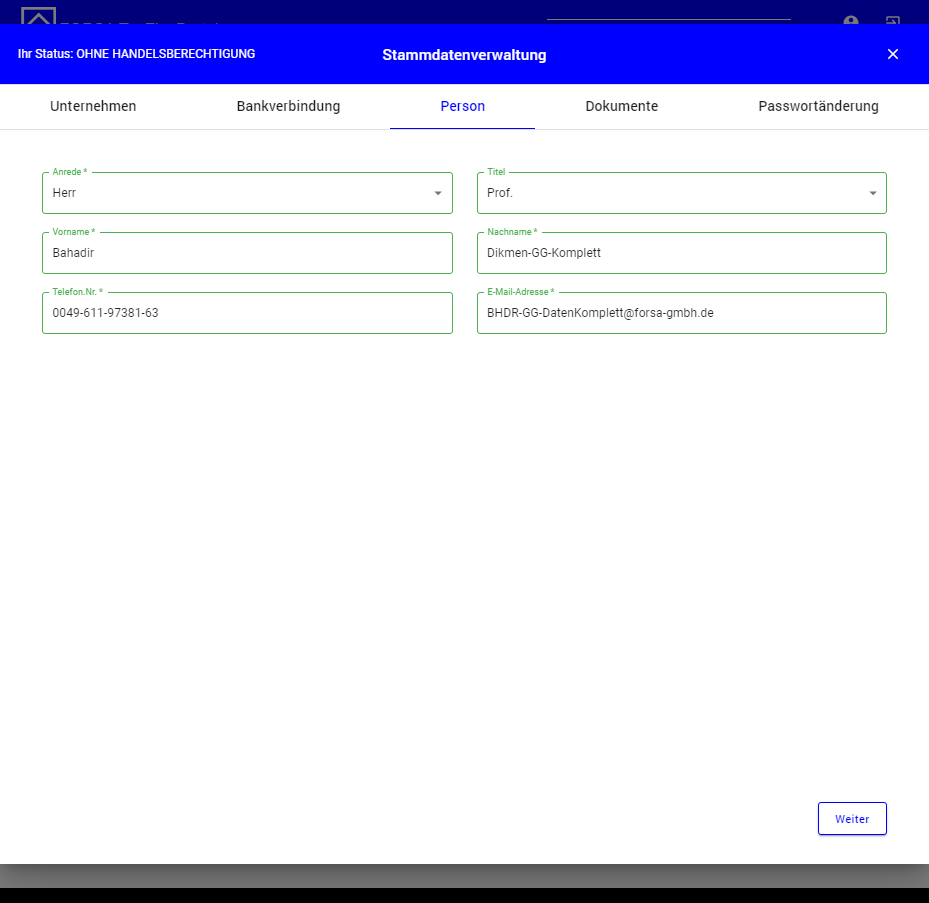 Ihr Status: OHNE HANDELSBERECHTIGUNG
Stammdatenverwaltung
Unternehmen Bankverbindung Person Dokumente Passwortänderung
Anrede * Titel
Herr Prof.
Vorname * Nachname *
Bahadir Dikmen-GG-Komplett
Telefon.Nr. * E-Mail-Adresse *
0049-611-97381-63 BHDR-GG-DatenKomplett@forsa-gmbh.de
Weiter